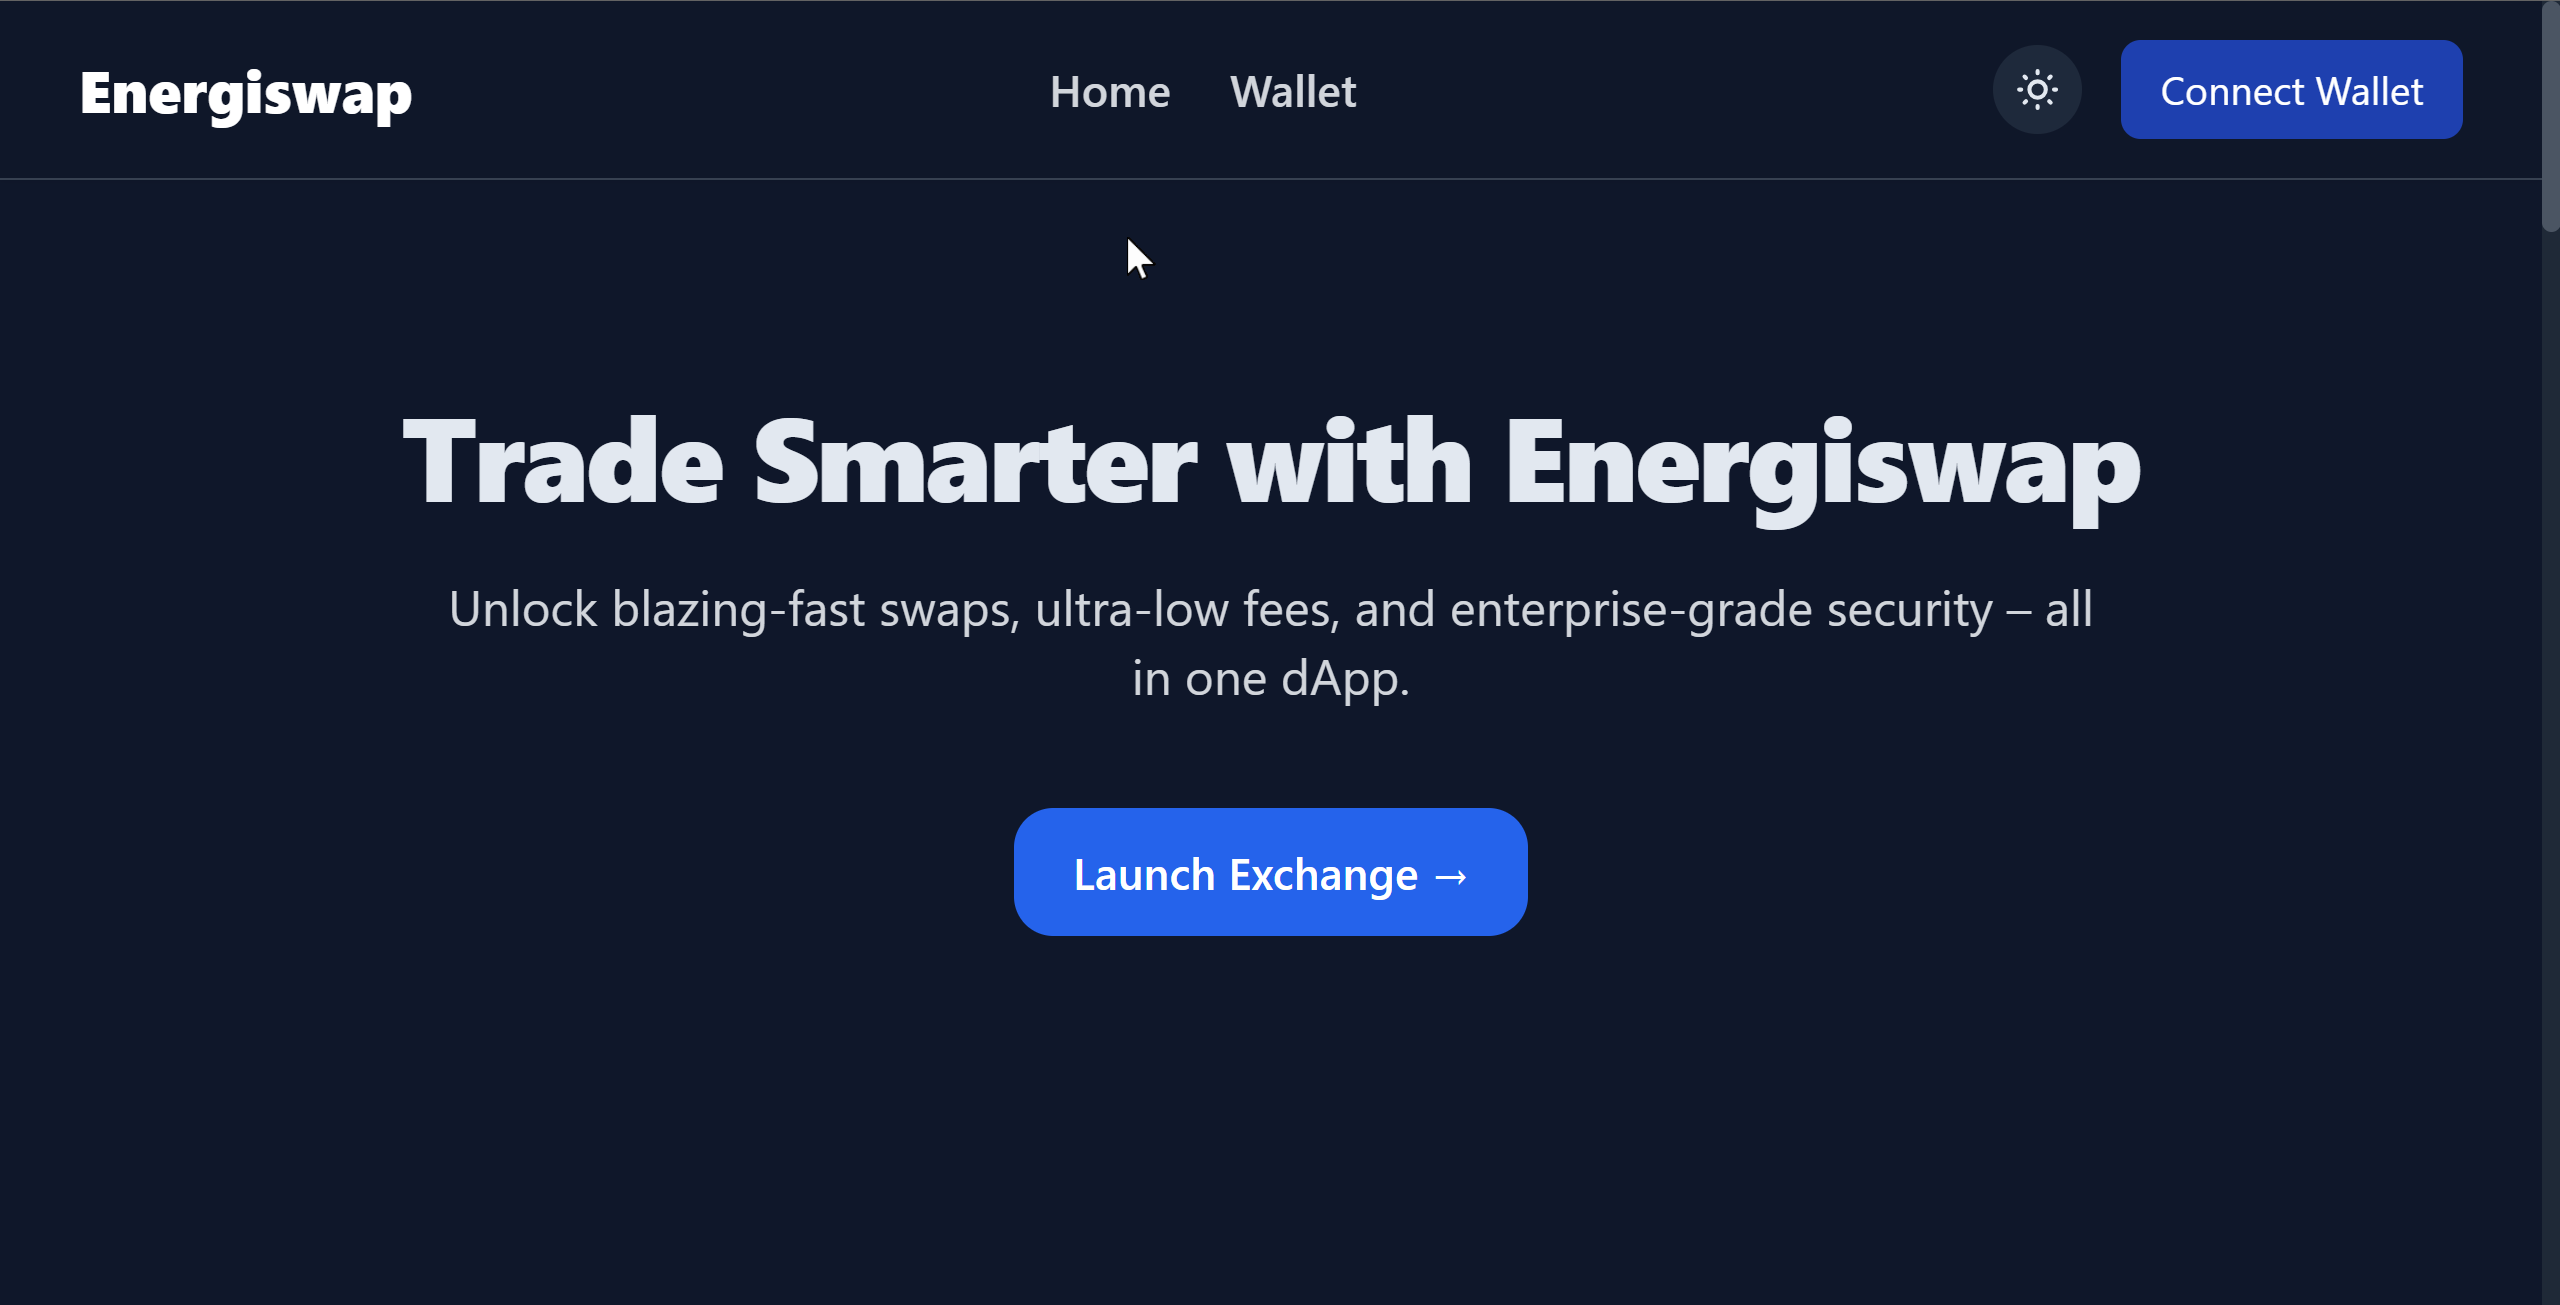 Energiswap
Home
Wallet
Connect Wallet
Trade Smarter with Energiswap
Unlock blazing-fast swaps, ultra-low fees, and enterprise-grade security – all
in one dApp.
Launch Exchange →